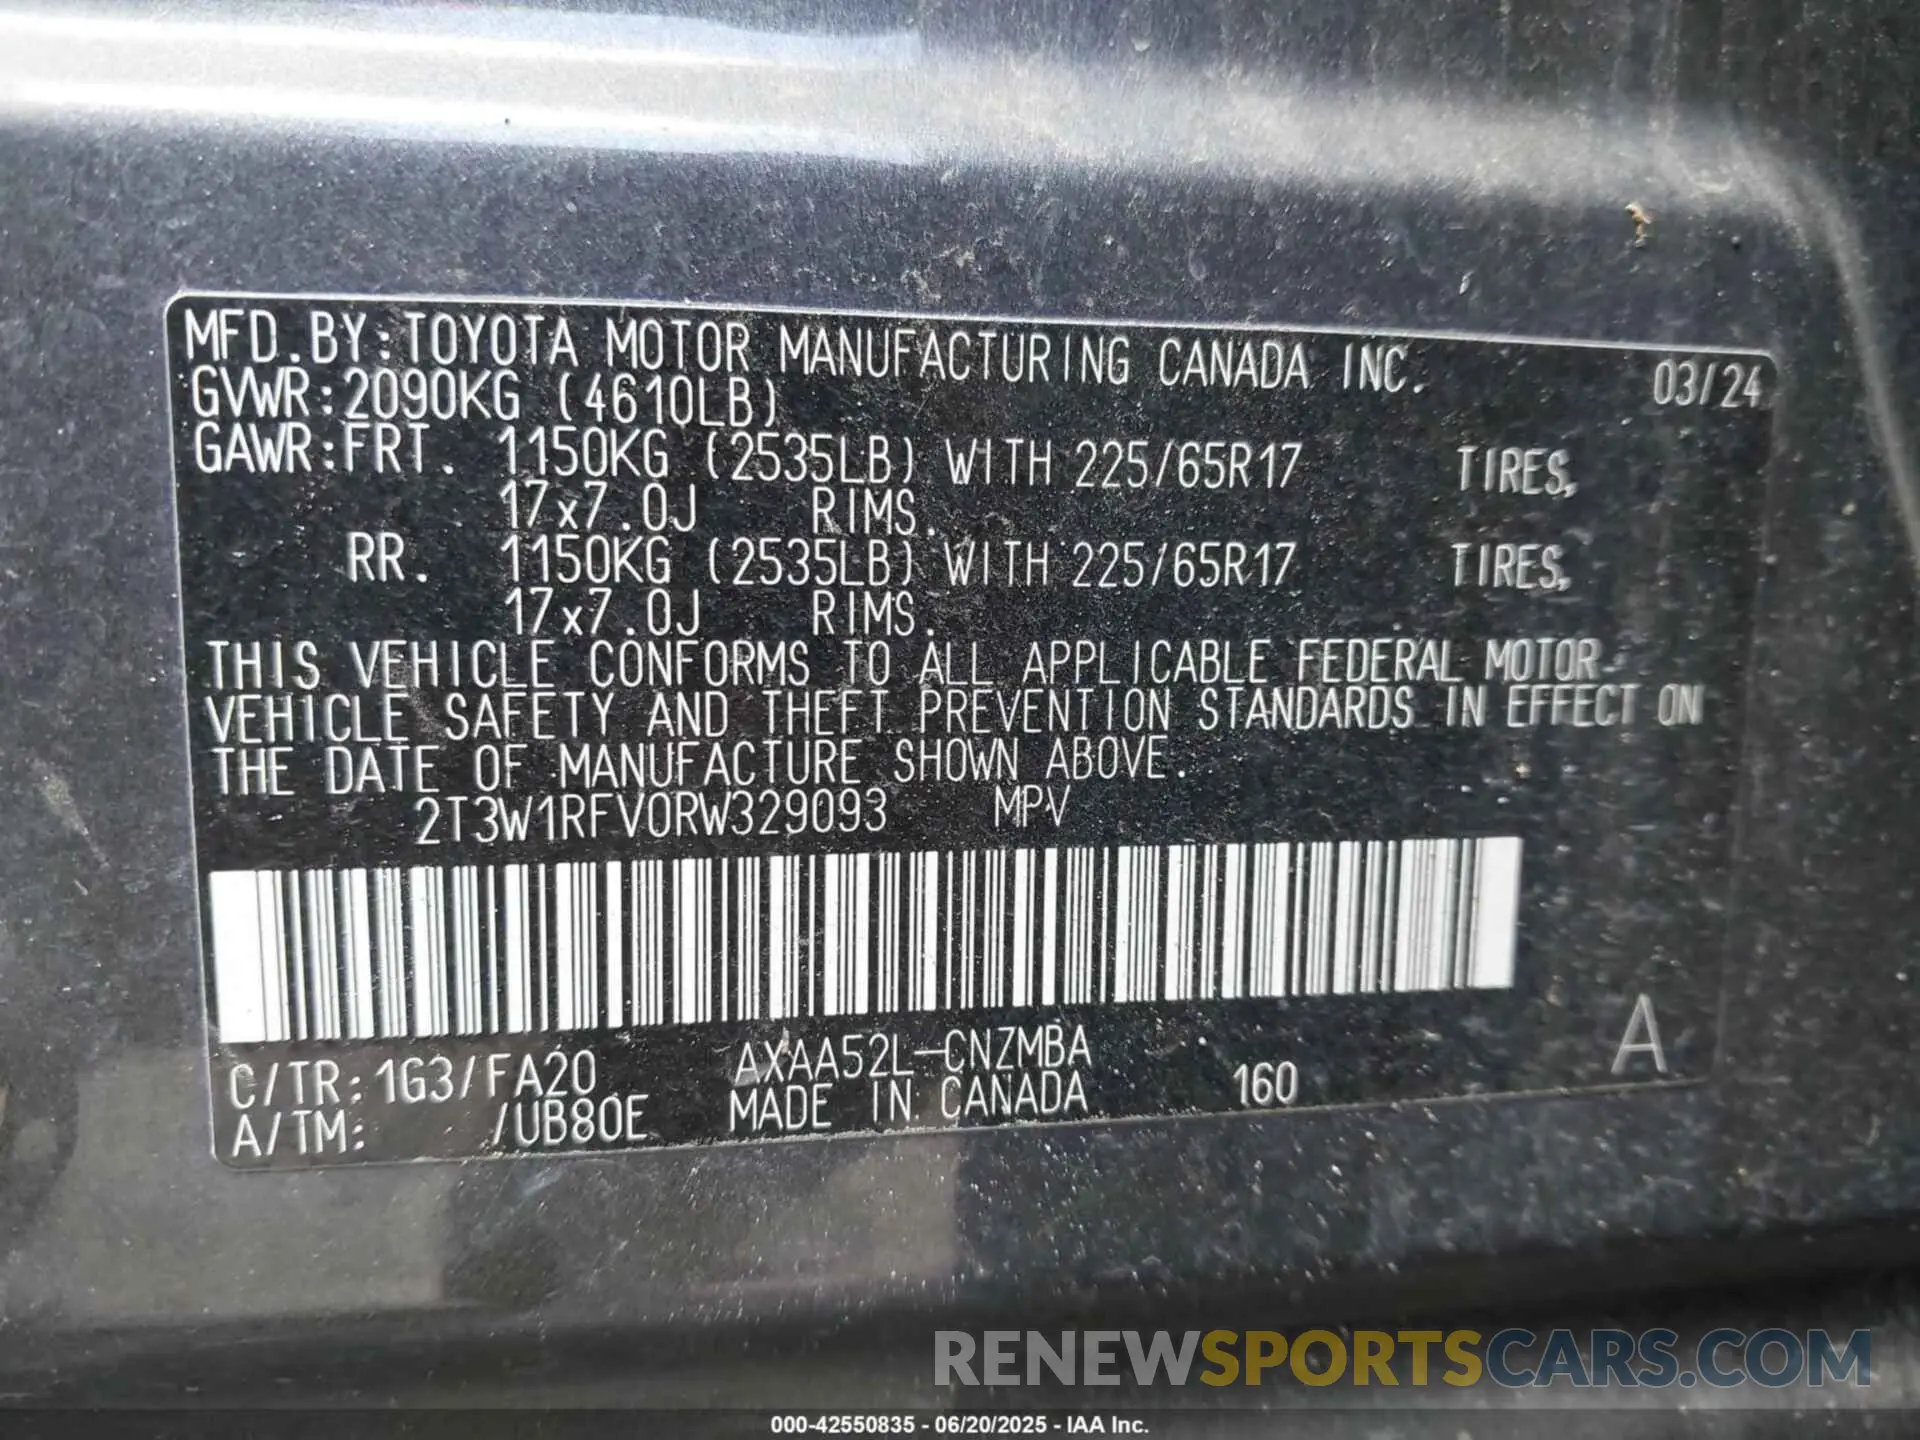 MFD.BY:TOYOTA MOTOR MANUFACTURING CANADA INC. 03/24
GVWR:2090KG (4610LB)
GAWR:FRT. 1150KG (2535LB) WITH 225/65R17 TIRES,
17x7.0J RIMS.
RR. 1150KG (2535LB) WITH 225/65R17 TIRES,
17x7.0J RIMS.
THIS VEHICLE CONFORMS TO ALL APPLICABLE FEDERAL MOTOR
VEHICLE SAFETY AND THEFT PREVENTION STANDARDS IN EFFECT ON
THE DATE OF MANUFACTURE SHOWN ABOVE.
2T3W1RFV0RW329093 MPV
C/TR:1G3/FA20 AXAA52L-CNZMBA 160 A
A/TM: /UB80E MADE IN CANADA
RENEWSPORTSCARS.COM
000-42550835 - 06/20/2025 - IAA Inc.